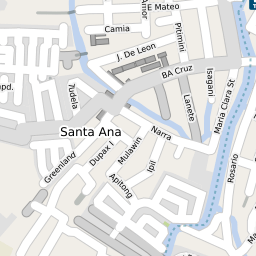 E Mateo
Camia
Pitimini
J. De Leon
BA Cruz
Isagani
Lanete
Maria Clara St
Tudela
Santa Ana
Narra
Greenland
Dupax I
Mulawin
Ipil
Apitong
Rosario